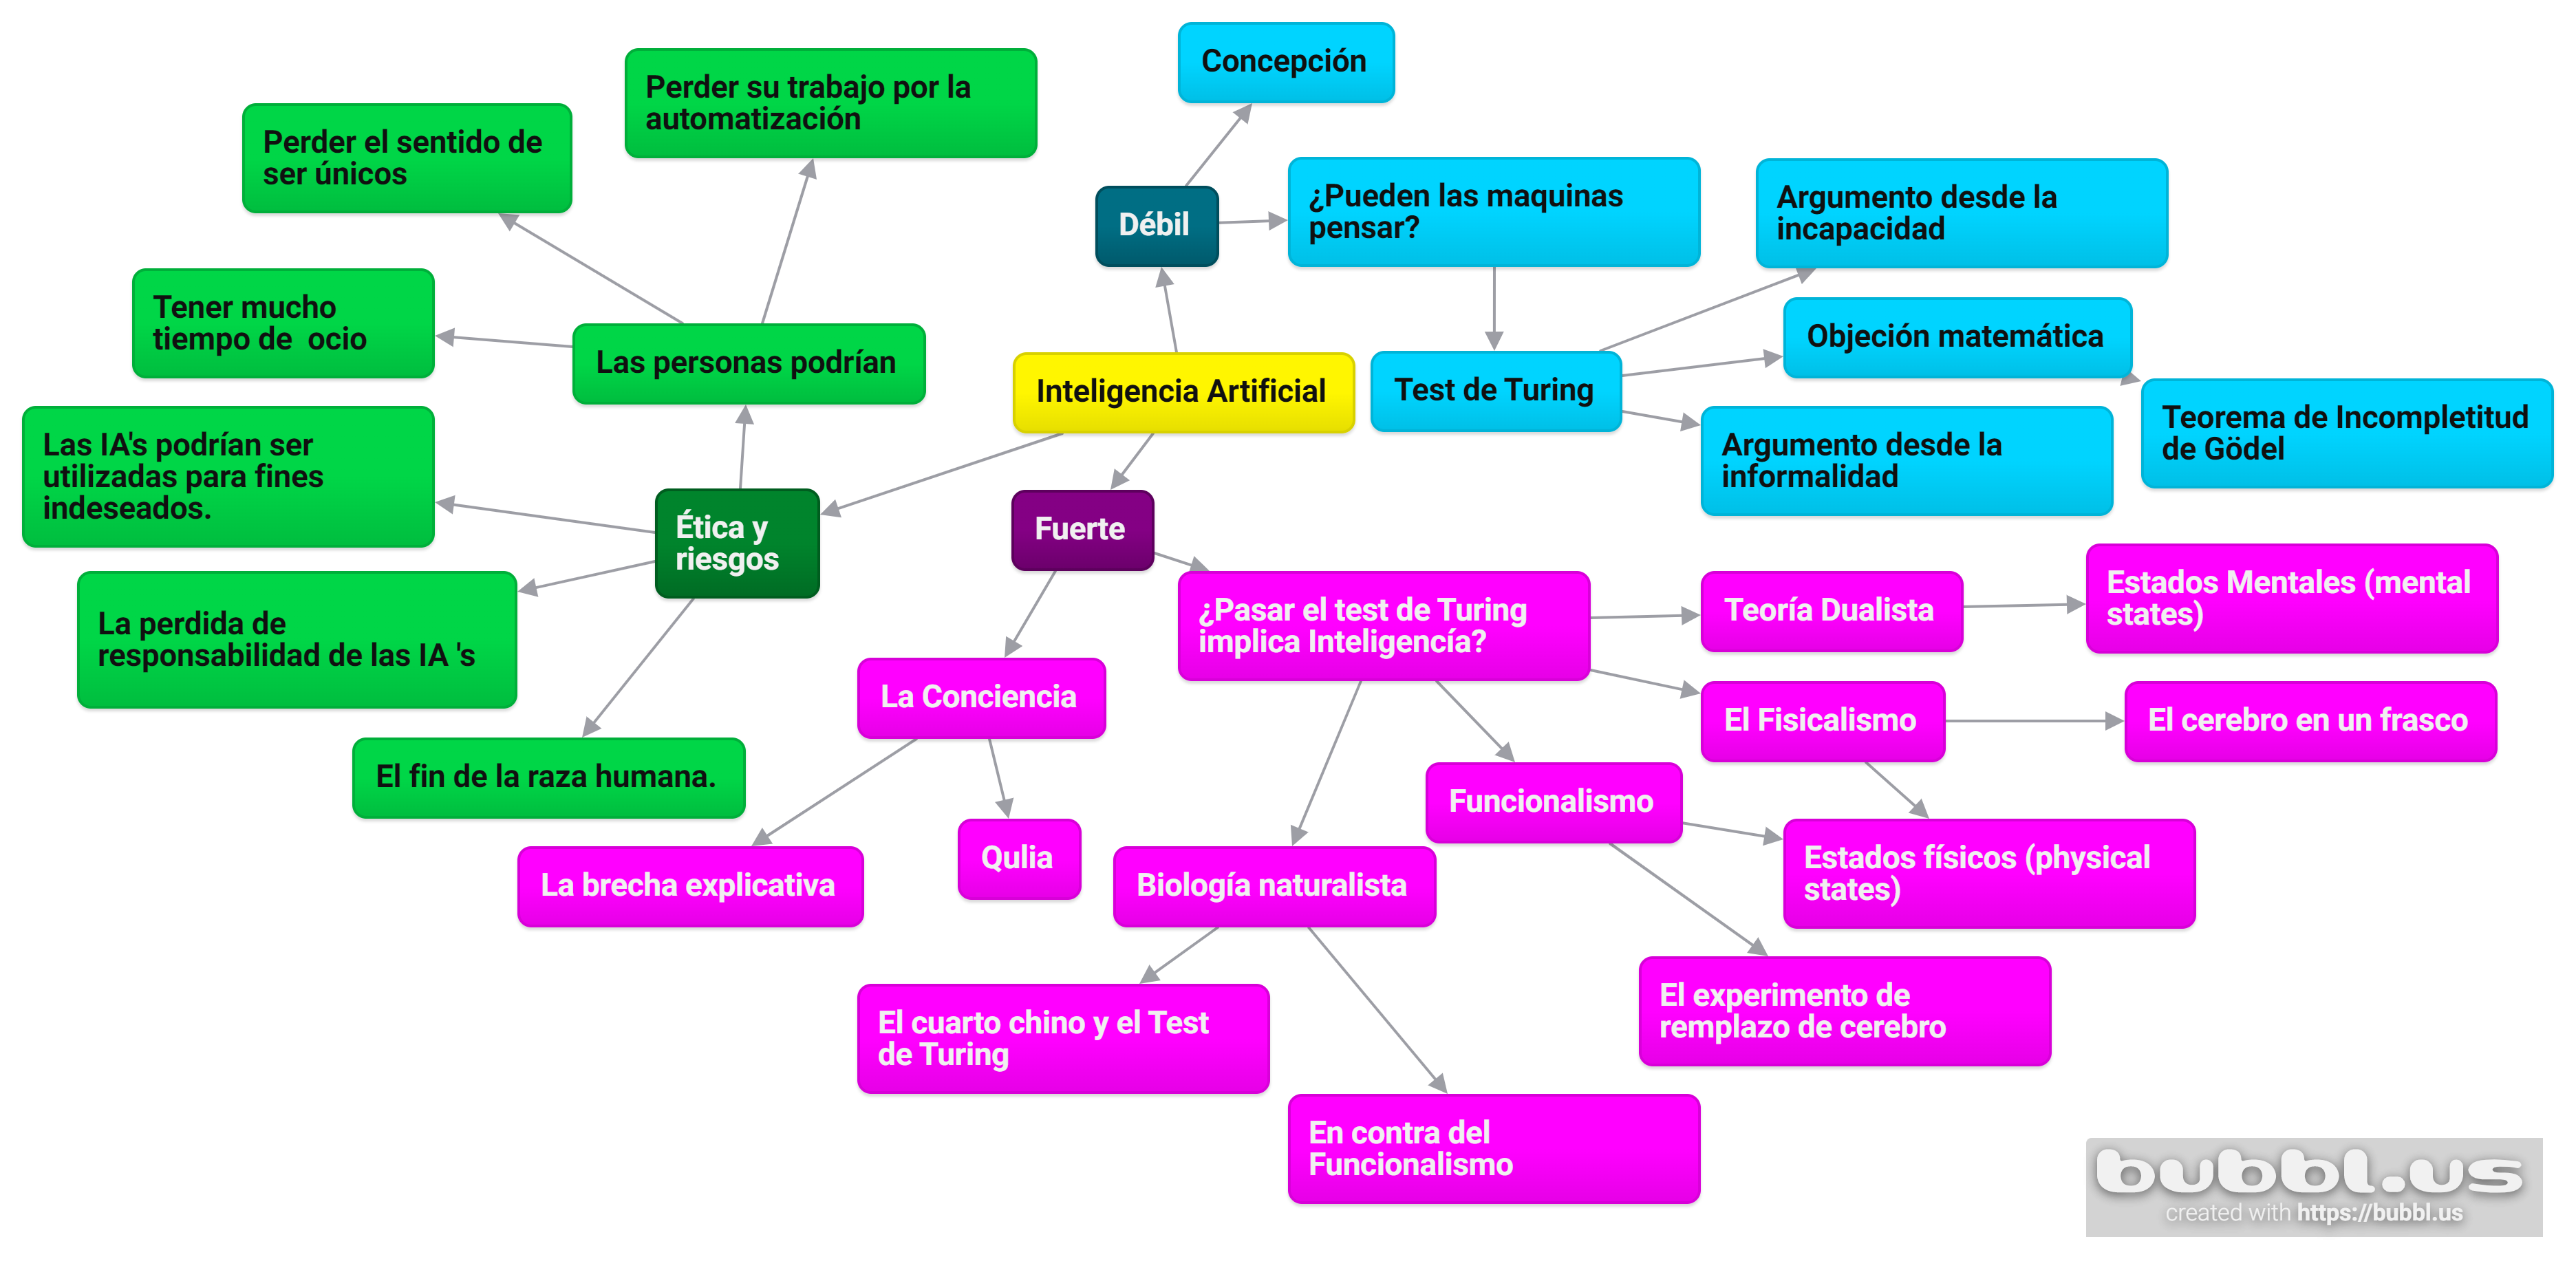 Concepción
Perder su trabajo por la
automatización
Perder el sentido de
ser únicos
Débil
¿Pueden las maquinas
pensar?
Argumento desde la
incapacidad
Tener mucho
tiempo de  ocio
Las personas podrían
Inteligencia Artificial
Test de Turing
Objeción matemática
Teorema de Incompletitud
de Gödel
Argumento desde la
informalidad
Las IA's podrían ser
utilizadas para fines
indeseados.
Ética y
riesgos
Fuerte
La perdida de
responsabilidad de las IA 's
¿Pasar el test de Turing
implica Inteligencía?
Teoría Dualista
Estados Mentales (mental
states)
La Conciencia
El Fisicalismo
El cerebro en un frasco
El fin de la raza humana.
Funcionalismo
La brecha explicativa
Qulia
Biología naturalista
Estados físicos (physical
states)
El cuarto chino y el Test
de Turing
El experimento de
remplazo de cerebro
En contra del
Funcionalismo
bubbl.us
created with https://bubbl.us